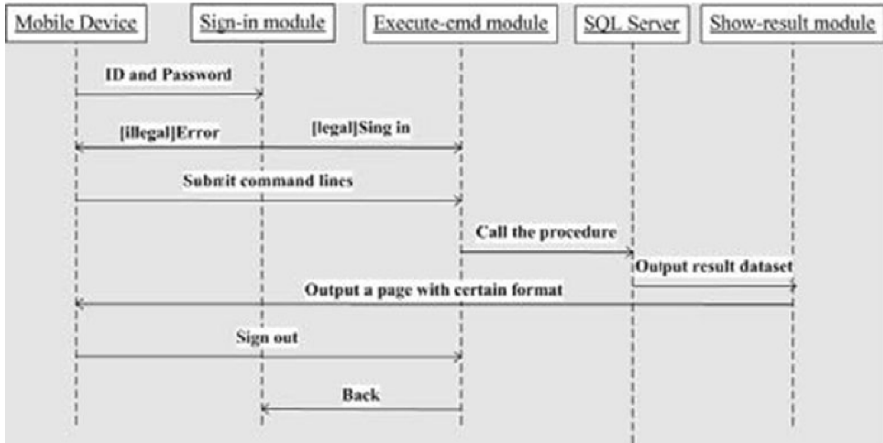 Mobile Device
Sign-in module
Execute-cmd module
SQL Server
Show-result module
ID and Password
[illegal]Error
[legal]Sing in
Submit command lines
Call the procedure
Output result dataset
Output a page with certain format
Sign out
Back